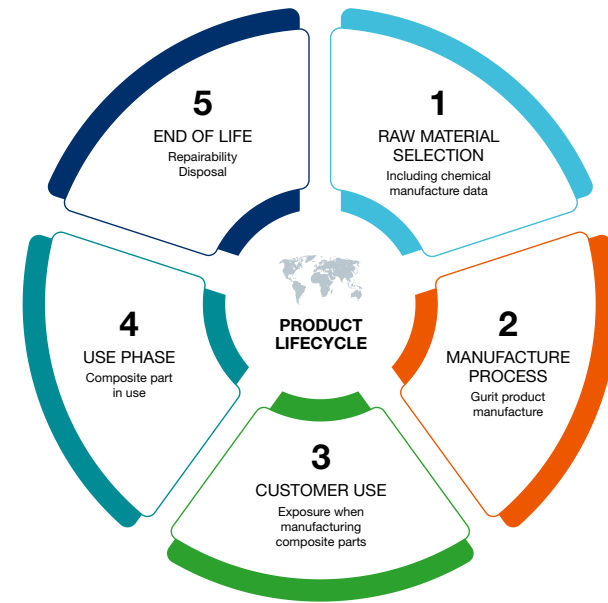 5
END OF LIFE
Repairability
Disposal
1
RAW MATERIAL
SELECTION
Including chemical
manufacture data
PRODUCT
LIFECYCLE
4
USE PHASE
Composite part
in use
2
MANUFACTURE
PROCESS
Gurit product
manufacture
3
CUSTOMER USE
Exposure when
manufacturing
composite parts